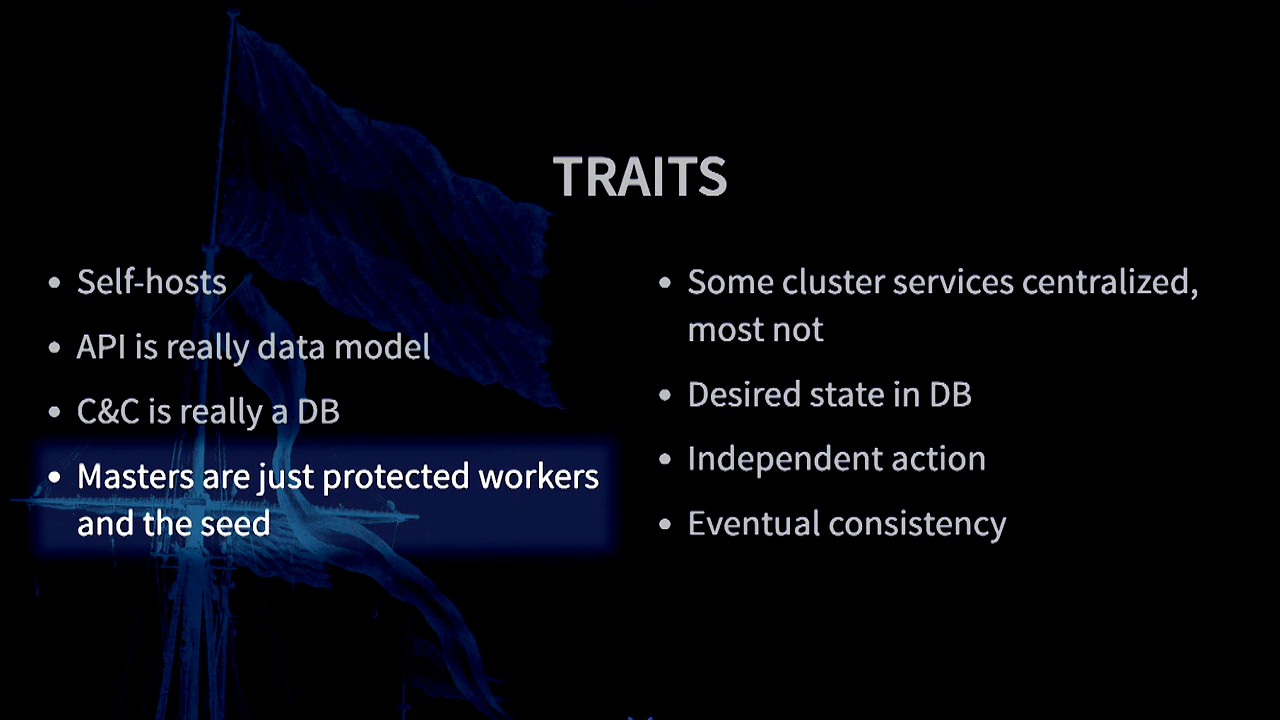 TRAITS
• Self-hosts
• API is really data model
• C&C is really a DB
• Masters are just protected workers
and the seed
• Some cluster services centralized,
most not
• Desired state in DB
• Independent action
• Eventual consistency